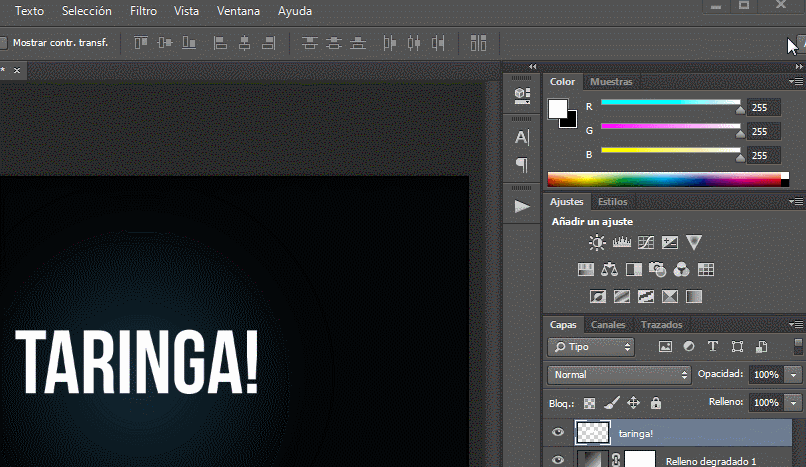 Texto Selección Filtro Vista Ventana Ayuda
Mostrar contr. transf.
* ×
Color Muestras
R 255
G 255
B 255
Ajustes Estilos
Añadir un ajuste
Capas Canales Trazados
Tipo T
Normal Opacidad: 100%
Bloq.: Relleno: 100%
taringa!
Relleno degradado 1
TARINGA!